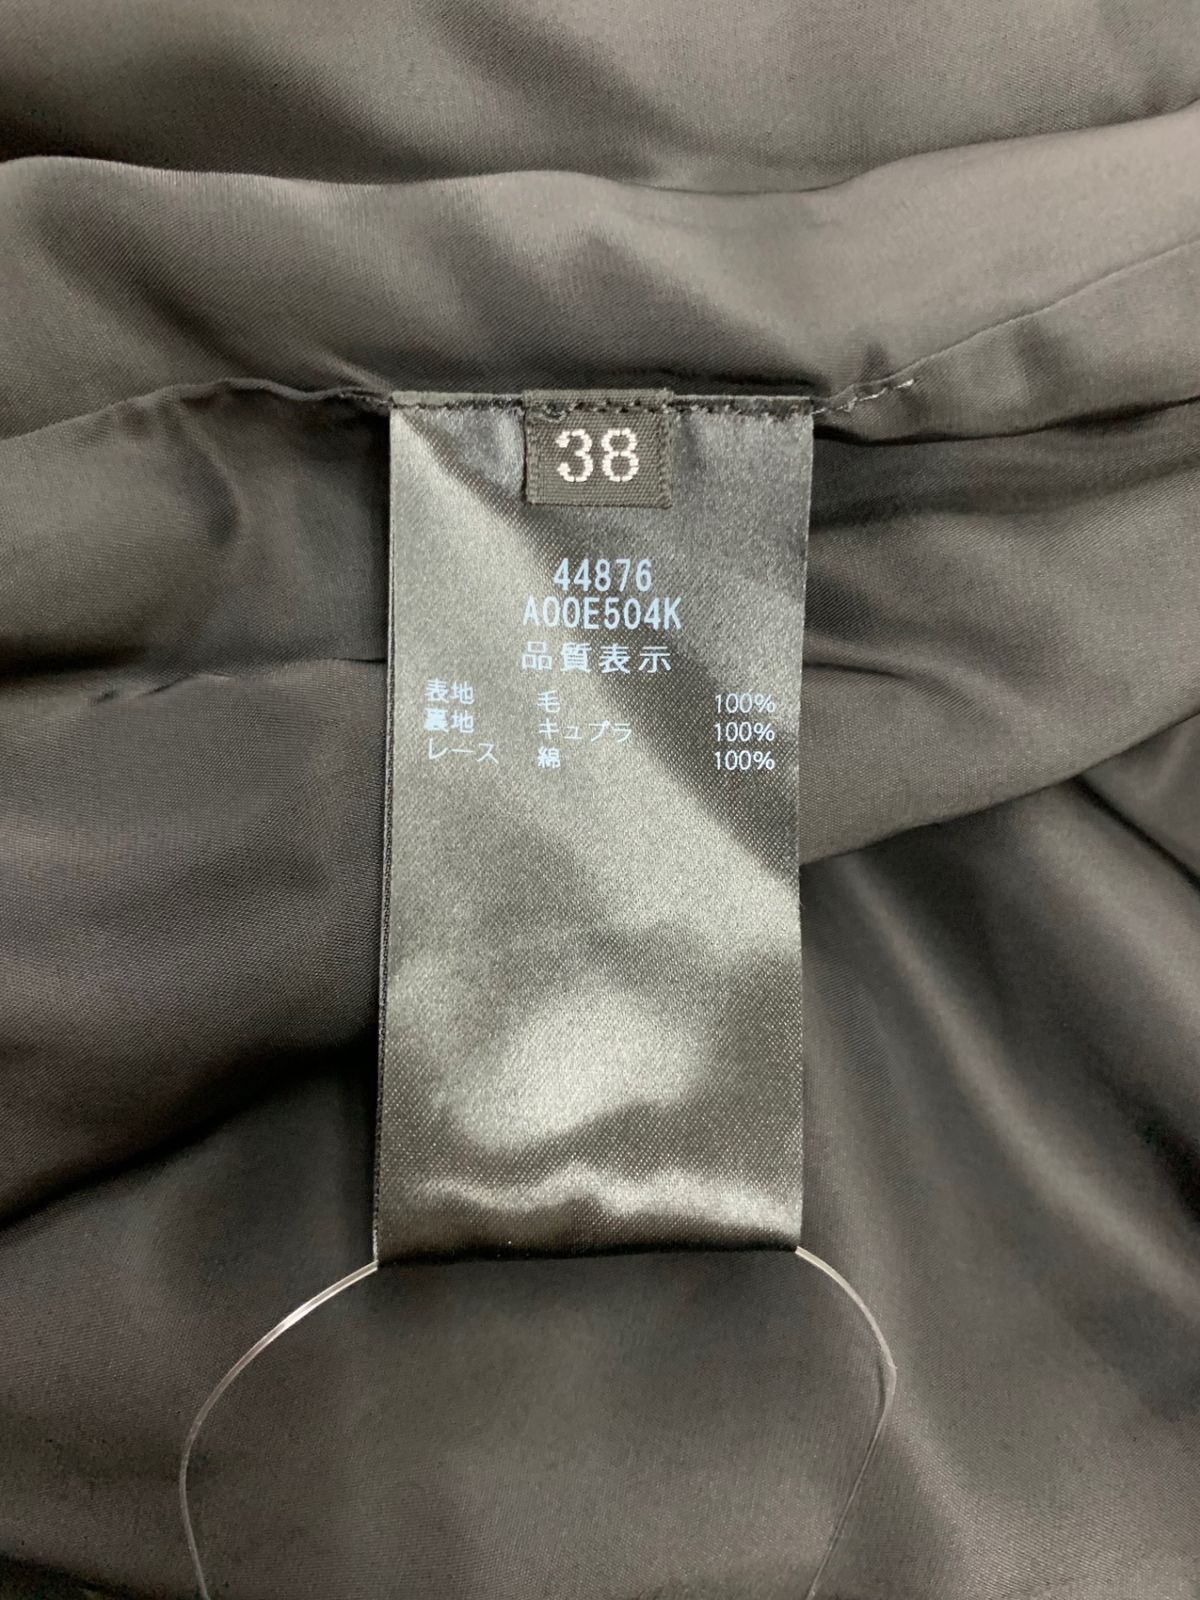 38
44876
A00E504K
品質表示
表地 毛 100%
裏地 キュプラ 100%
レース 綿 100%